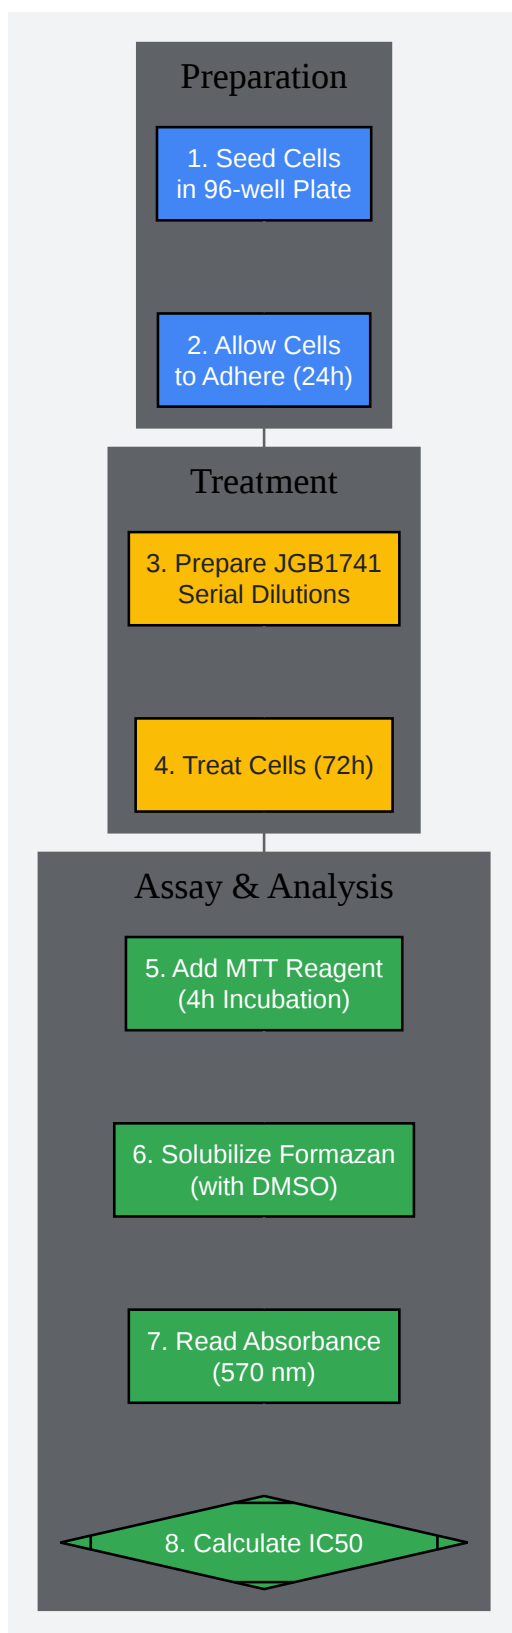 Preparation
1. Seed Cells
in 96-well Plate
2. Allow Cells
to Adhere (24h)
Treatment
3. Prepare JGB1741
Serial Dilutions
4. Treat Cells (72h)
Assay & Analysis
5. Add MTT Reagent
(4h Incubation)
6. Solubilize Formazan
(with DMSO)
7. Read Absorbance
(570 nm)
8. Calculate IC50